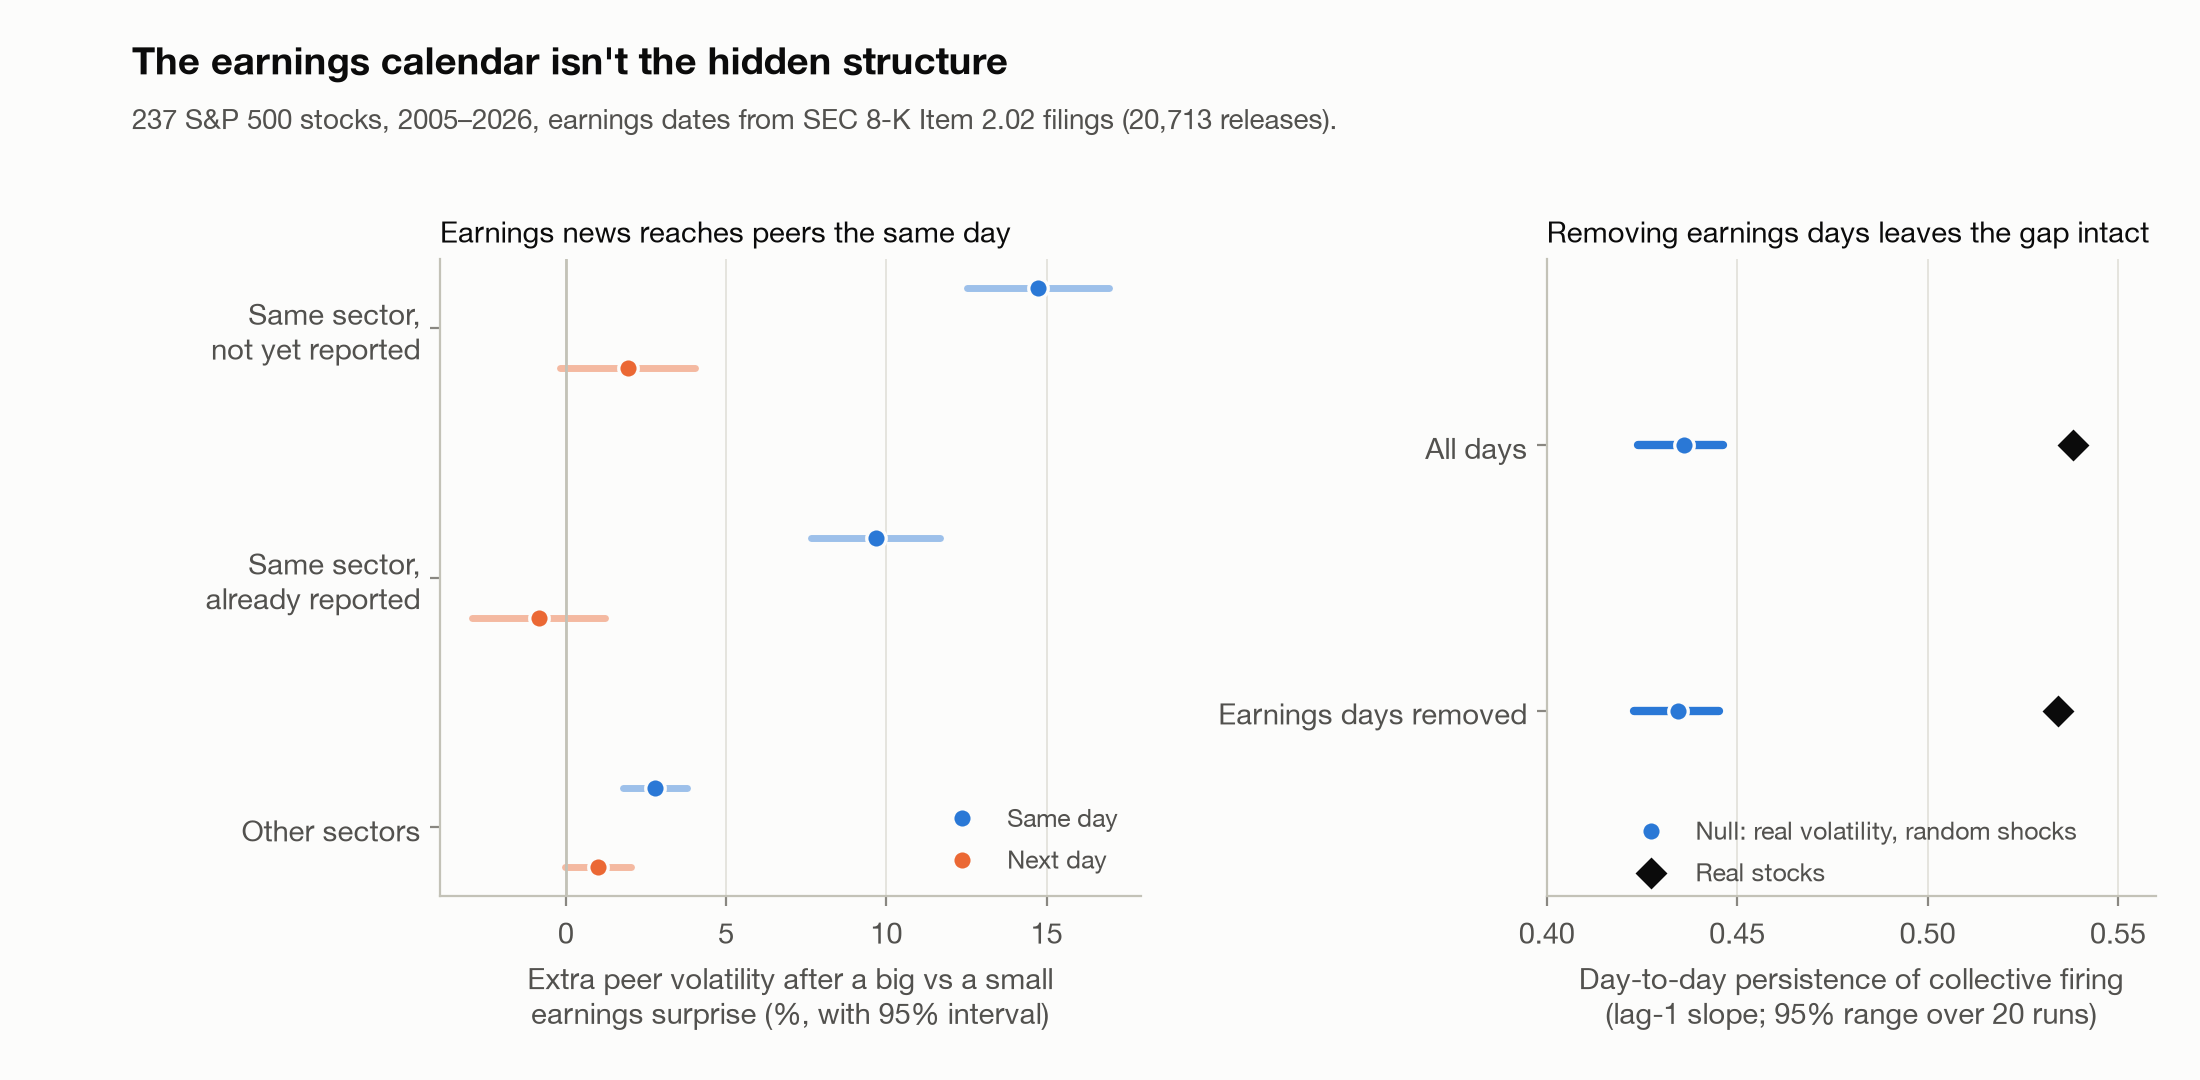 The earnings calendar isn't the hidden structure
237 S&P 500 stocks, 2005–2026, earnings dates from SEC 8-K Item 2.02 filings (20,713 releases).
Earnings news reaches peers the same day
Same sector,
not yet reported
Same sector,
already reported
Other sectors
Same day
Next day
0 5 10 15
Extra peer volatility after a big vs a small
earnings surprise (%, with 95% interval)
Removing earnings days leaves the gap intact
All days
Earnings days removed
Null: real volatility, random shocks
Real stocks
0.40 0.45 0.50 0.55
Day-to-day persistence of collective firing
(lag-1 slope; 95% range over 20 runs)